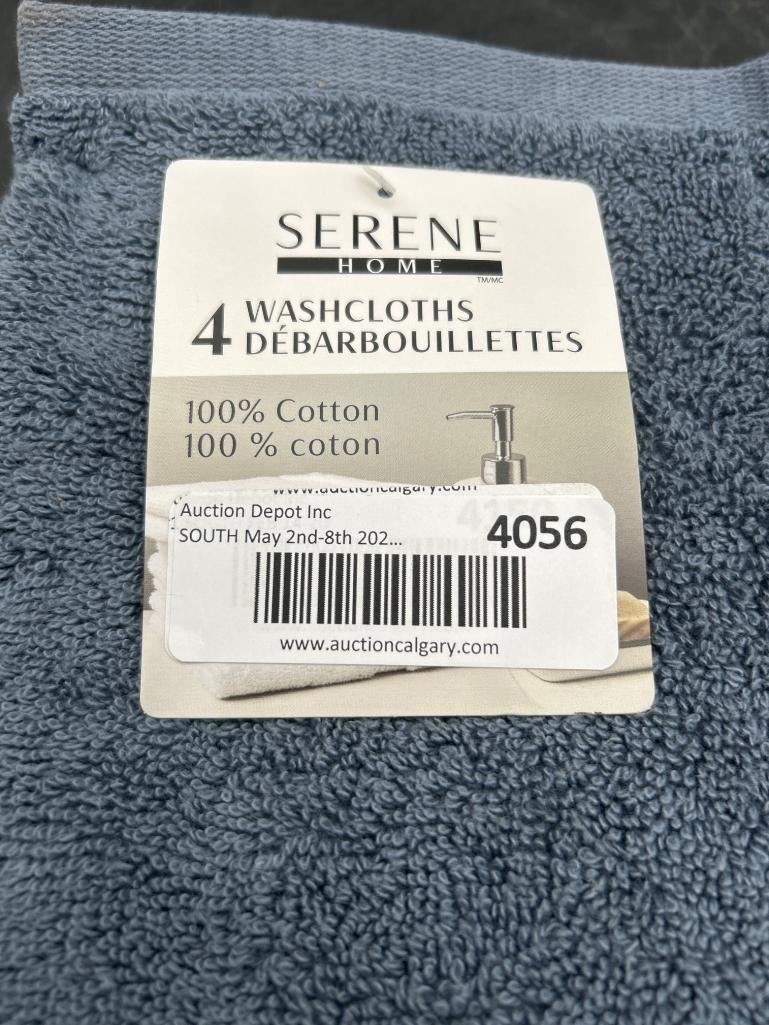 SERENE
HOME
TM/MC
4 WASHCLOTHS
DÉBARBOUILLETTES
100% Cotton
100 % coton
www.auctioncalgary.com
Auction Depot Inc
SOUTH May 2nd-8th 202...
4056
www.auctioncalgary.com